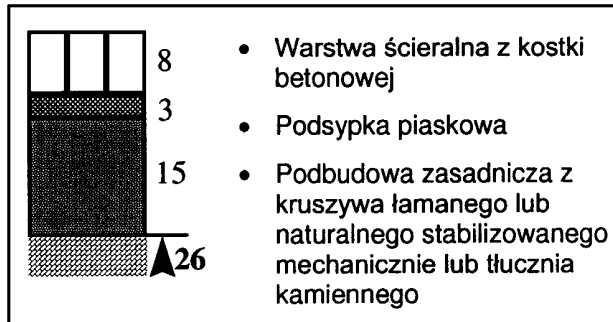 8
3
15
26
• Warstwa ścieralna z kostki
betonowej
• Podsypka piaskowa
• Podbudowa zasadnicza z
kruszywa łamanego lub
naturalnego stabilizowanego
mechanicznie lub tłucznia
kamiennego